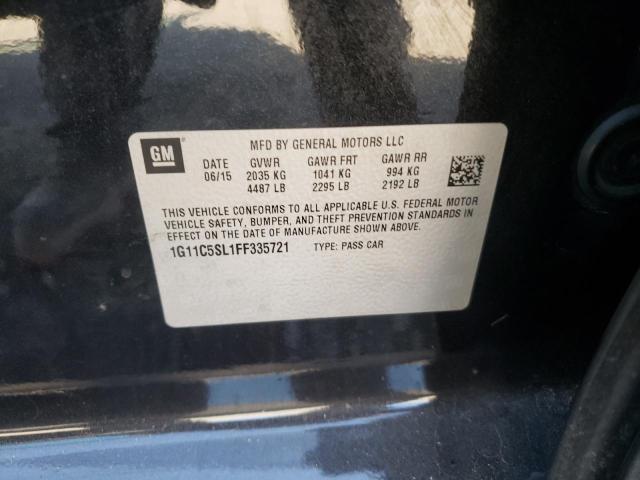 GM
MFD BY GENERAL MOTORS LLC
DATE GVWR GAWR FRT GAWR RR
06/15 2035 KG 1041 KG 994 KG
4487 LB 2295 LB 2192 LB
THIS VEHICLE CONFORMS TO ALL APPLICABLE U.S. FEDERAL MOTOR
VEHICLE SAFETY, BUMPER, AND THEFT PREVENTION STANDARDS IN
EFFECT ON THE DATE OF MANUFACTURE SHOWN ABOVE.
1G11C5SL1FF335721 TYPE: PASS CAR